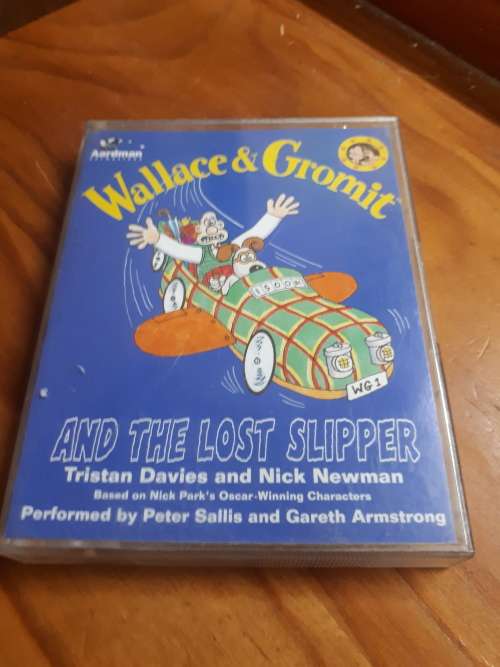 Aardman
Wallace & Gromit
WG 1
AND THE LOST SLIPPER
Tristan Davies and Nick Newman
Based on Nick Park's Oscar-Winning Characters
Performed by Peter Sallis and Gareth Armstrong